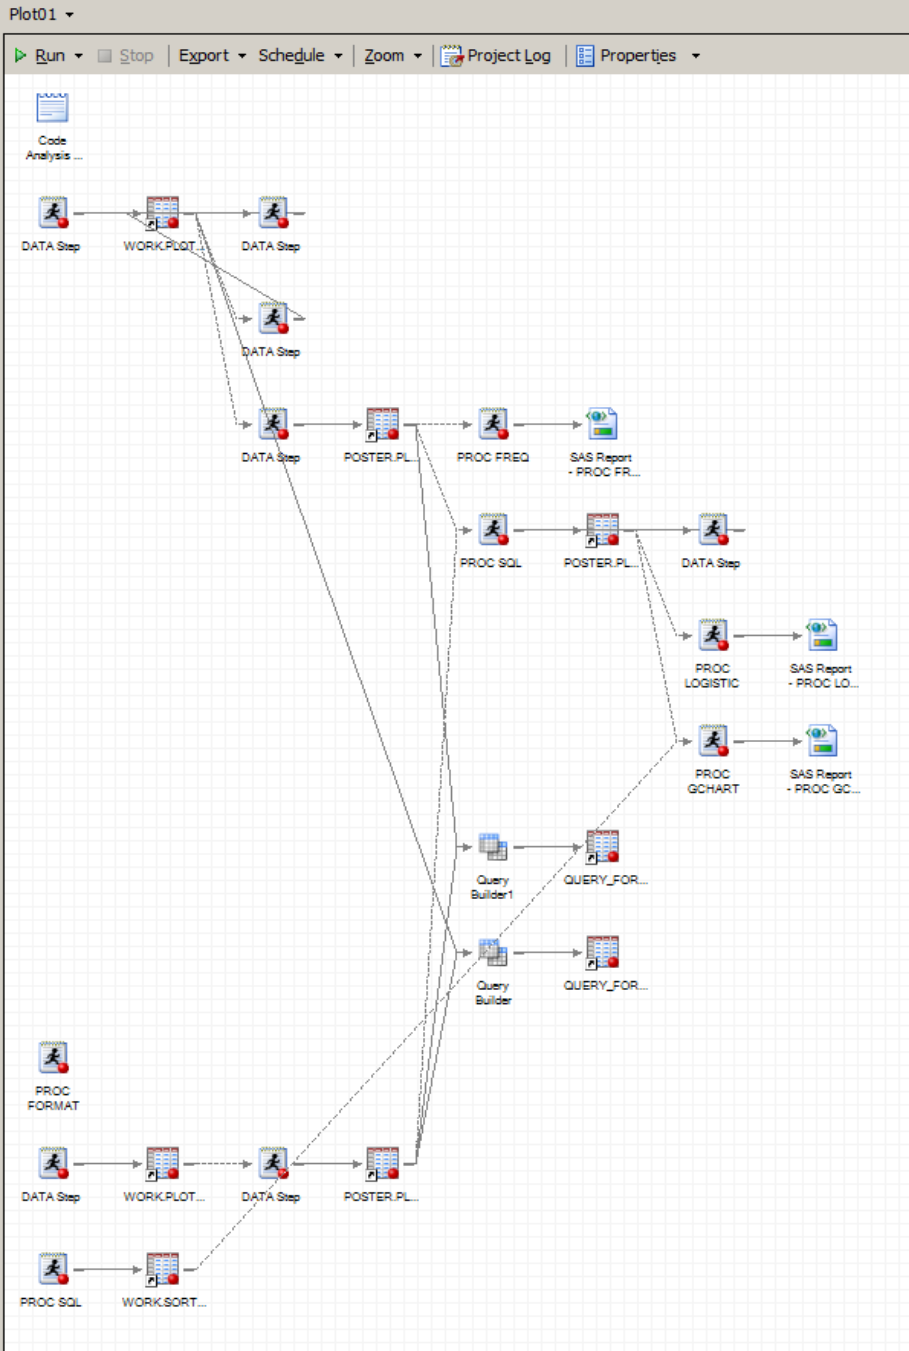 Plot01
Run Stop Export Schedule Zoom Project Log Properties
Code
Analysis ...
DATA Step WORK.PLOT... DATA Step
DATA Step
DATA Step POSTER.PL... PROC FREQ SAS Report
- PROC FR...
PROC SQL POSTER.PL... DATA Step
PROC
LOGISTIC
SAS Report
- PROC LO...
PROC
GCHART
SAS Report
- PROC GC...
Query
Builder1
QUERY_FOR...
Query
Builder
QUERY_FOR...
PROC
FORMAT
DATA Step WORK.PLOT... DATA Step POSTER.PL...
PROC SQL WORK.SORT...